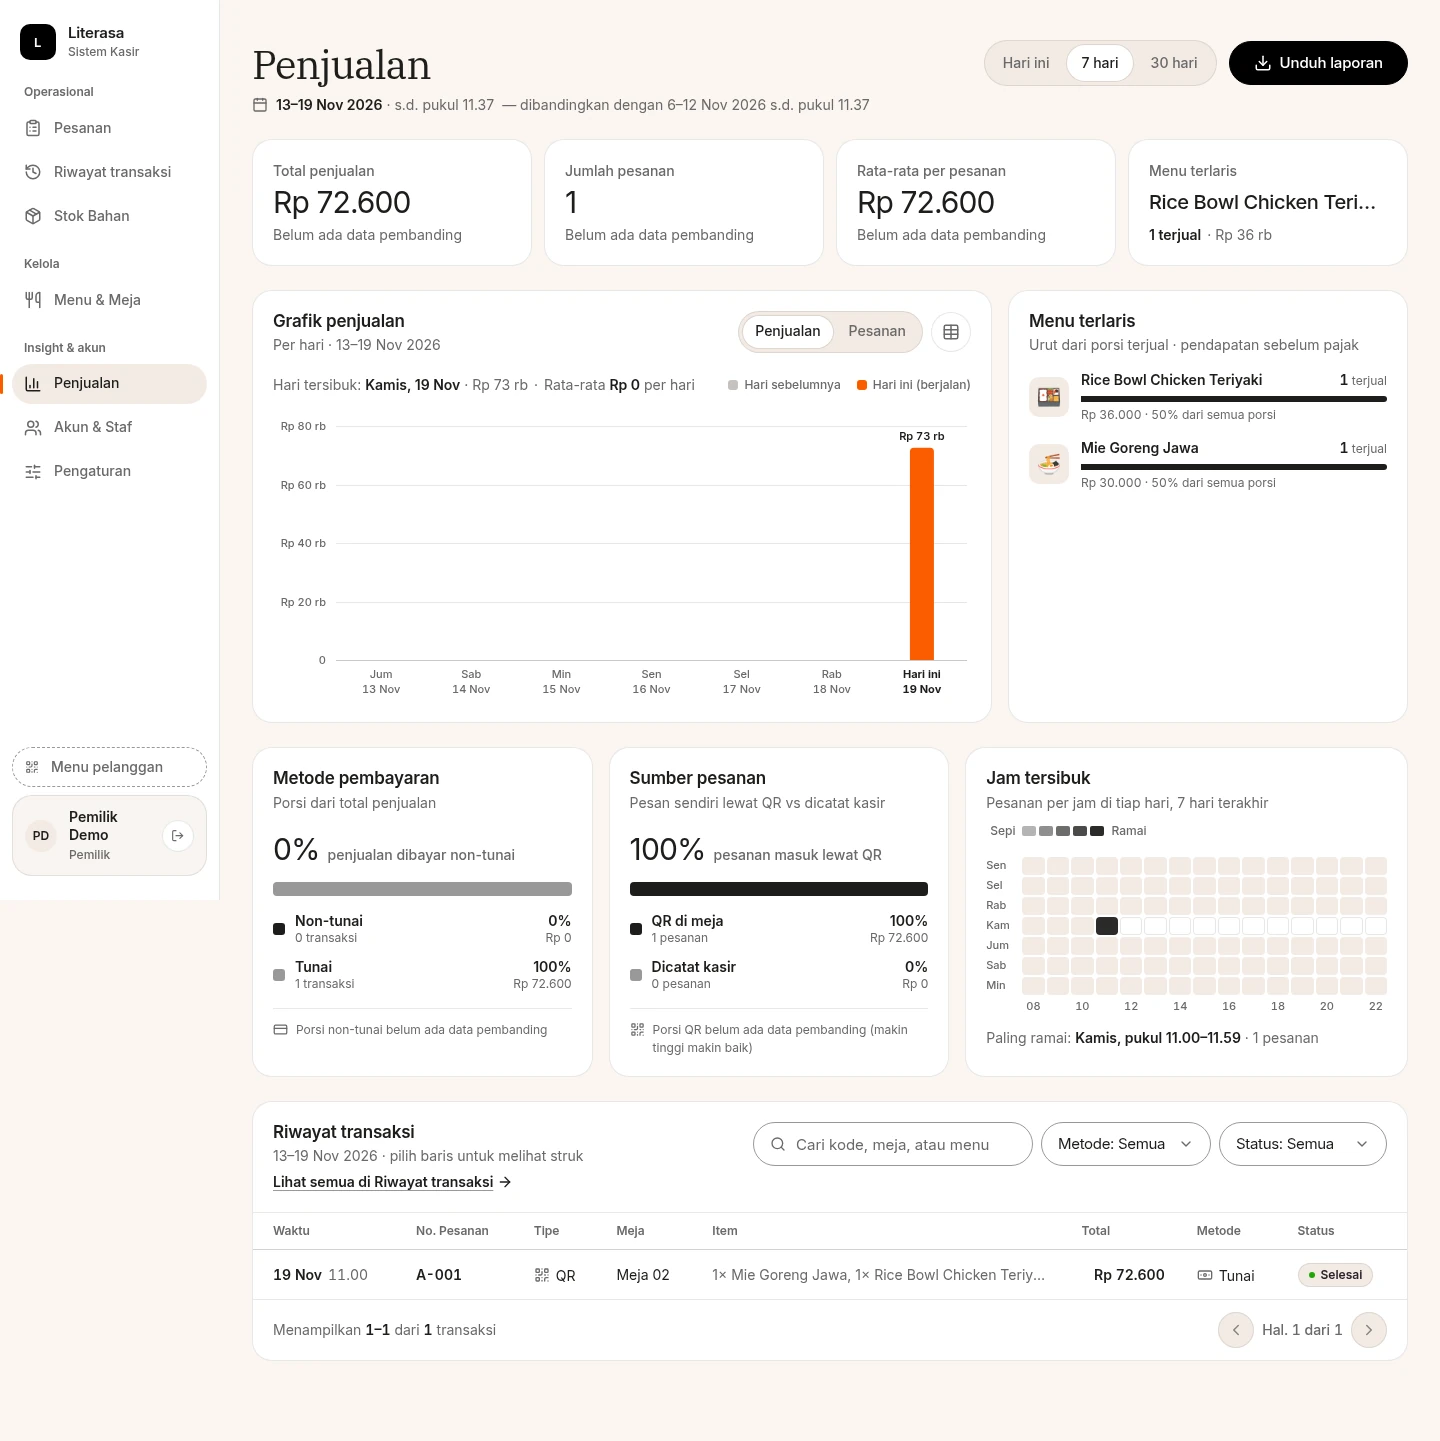 L
Literasa
Sistem Kasir
Operasional
Pesanan
Riwayat transaksi
Stok Bahan
Kelola
Menu & Meja
Insight & akun
Penjualan
Akun & Staf
Pengaturan
Menu pelanggan
PD
Pemilik
Demo
Pemilik
Penjualan
13–19 Nov 2026 · s.d. pukul 11.37 — dibandingkan dengan 6–12 Nov 2026 s.d. pukul 11.37
Hari ini 7 hari 30 hari
Unduh laporan
Total penjualan
Rp 72.600
Belum ada data pembanding
Jumlah pesanan
1
Belum ada data pembanding
Rata-rata per pesanan
Rp 72.600
Belum ada data pembanding
Menu terlaris
Rice Bowl Chicken Teri...
1 terjual · Rp 36 rb
Grafik penjualan
Per hari · 13–19 Nov 2026
Penjualan Pesanan
Hari tersibuk: Kamis, 19 Nov · Rp 73 rb · Rata-rata Rp 0 per hari
Hari sebelumnya Hari ini (berjalan)
Rp 80 rb
Rp 73 rb
Rp 60 rb
Rp 40 rb
Rp 20 rb
0
Jum Sab Min Sen Sel Rab Hari ini
13 Nov 14 Nov 15 Nov 16 Nov 17 Nov 18 Nov 19 Nov
Menu terlaris
Urut dari porsi terjual · pendapatan sebelum pajak
Rice Bowl Chicken Teriyaki 1 terjual
Rp 36.000 · 50% dari semua porsi
Mie Goreng Jawa 1 terjual
Rp 30.000 · 50% dari semua porsi
Metode pembayaran
Porsi dari total penjualan
0% penjualan dibayar non-tunai
Non-tunai 0%
0 transaksi Rp 0
Tunai 100%
1 transaksi Rp 72.600
Porsi non-tunai belum ada data pembanding
Sumber pesanan
Pesan sendiri lewat QR vs dicatat kasir
100% pesanan masuk lewat QR
QR di meja 100%
1 pesanan Rp 72.600
Dicatat kasir 0%
0 pesanan Rp 0
Porsi QR belum ada data pembanding (makin
tinggi makin baik)
Jam tersibuk
Pesanan per jam di tiap hari, 7 hari terakhir
Sepi Ramai
Sen
Sel
Rab
Kam
Jum
Sab
Min
08 10 12 14 16 18 20 22
Paling ramai: Kamis, pukul 11.00–11.59 · 1 pesanan
Riwayat transaksi
13–19 Nov 2026 · pilih baris untuk melihat struk
Lihat semua di Riwayat transaksi →
Cari kode, meja, atau menu
Metode: Semua
Status: Semua
Waktu No. Pesanan Tipe Meja Item Total Metode Status
19 Nov 11.00 A-001 QR Meja 02 1× Mie Goreng Jawa, 1× Rice Bowl Chicken Teriy... Rp 72.600 Tunai Selesai
Menampilkan 1–1 dari 1 transaksi
Hal. 1 dari 1